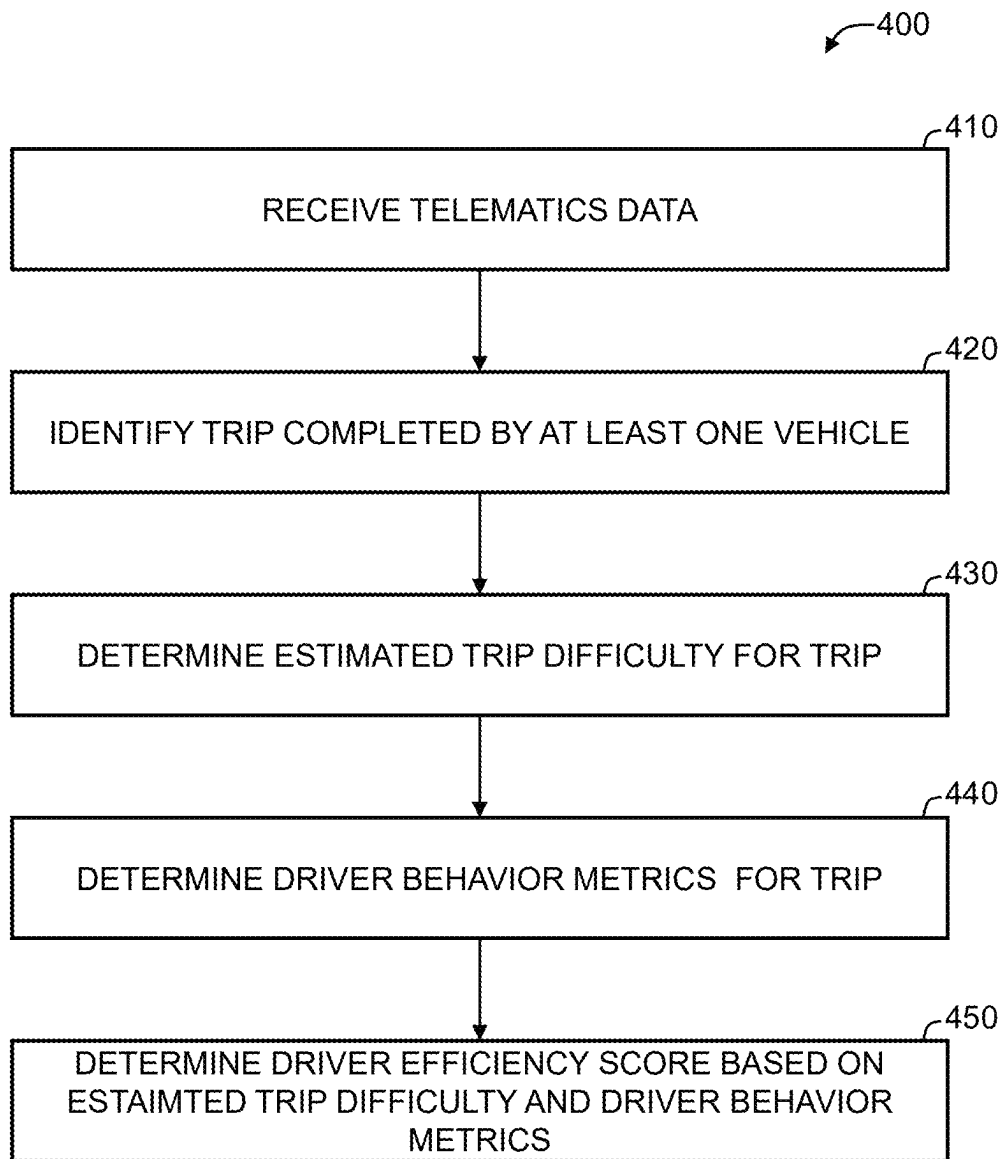 400
410
RECEIVE TELEMATICS DATA
420
IDENTIFY TRIP COMPLETED BY AT LEAST ONE VEHICLE
430
DETERMINE ESTIMATED TRIP DIFFICULTY FOR TRIP
440
DETERMINE DRIVER BEHAVIOR METRICS FOR TRIP
450
DETERMINE DRIVER EFFICIENCY SCORE BASED ON
ESTAIMTED TRIP DIFFICULTY AND DRIVER BEHAVIOR
METRICS